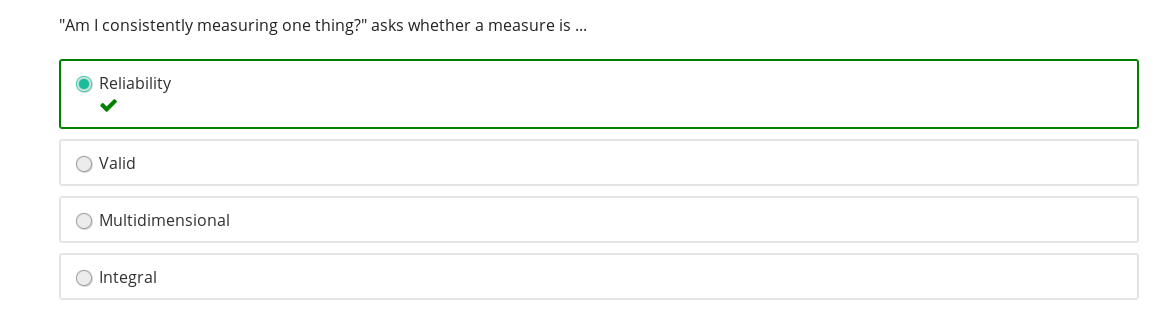 "Am I consistently measuring one thing?" asks whether a measure is ...
Reliability
Valid
Multidimensional
Integral